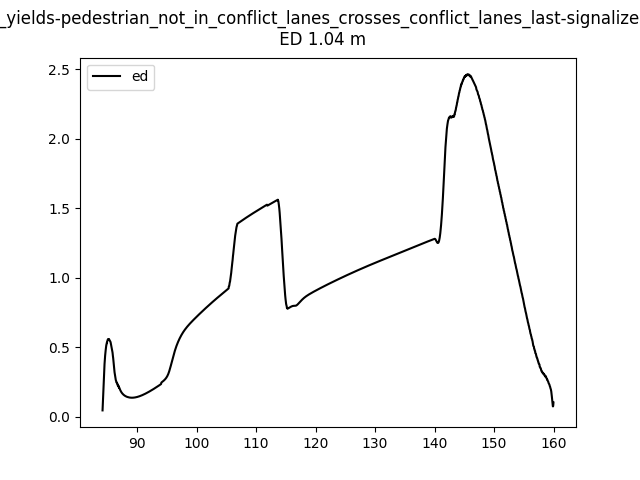 _yields-pedestrian_not_in_conflict_lanes_crosses_conflict_lanes_last-signalize
ED 1.04 m
ed
2.5
2.0
1.5
1.0
0.5
0.0
90 100 110 120 130 140 150 160